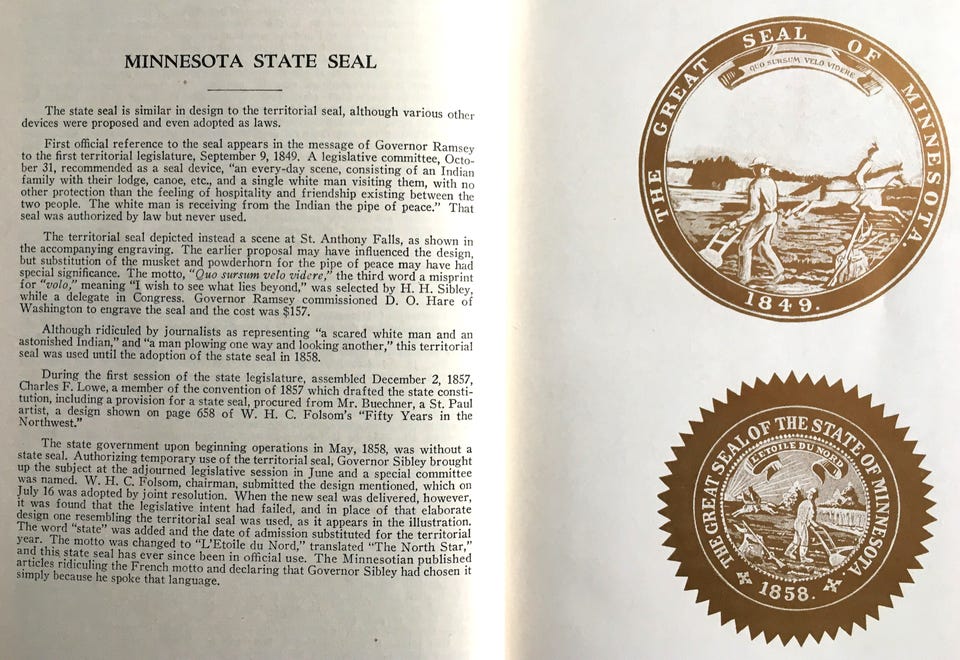 MINNESOTA STATE SEAL
The state seal is similar in design to the territorial seal, although various other
devices were proposed and even adopted as laws.
First official reference to the seal appears in the message of Governor Ramsey
to the first territorial legislature, September 9, 1849. A legislative committee, Octo-
ber 31, recommended as a seal device, “an every-day scene, consisting of an Indian
family with their lodge, canoe, etc., and a single white man visiting them, with no
other protection than the feeling of hospitality and friendship existing between the
two people. The white man is receiving from the Indian the pipe of peace.” That
seal was authorized by law but never used.
The territorial seal depicted instead a scene at St. Anthony Falls, as shown in
the accompanying engraving. The earlier proposal may have influenced the design,
but substitution of the musket and powderhorn for the pipe of peace may have had
special significance. The motto, “Quo sursum velo videre,” the third word a misprint
for “volo,” meaning “I wish to see what lies beyond,” was selected by H. H. Sibley,
while a delegate in Congress. Governor Ramsey commissioned D. O. Hare of
Washington to engrave the seal and the cost was $157.
Although ridiculed by journalists as representing “a scared white man and an
astonished Indian,” and “a man plowing one way and looking another,” this territorial
seal was used until the adoption of the state seal in 1858.
During the first session of the state legislature, assembled December 2, 1857,
Charles F. Lowe, a member of the convention of 1857 which drafted the state consti-
tution, including a provision for a state seal, procured from Mr. Buechner, a St. Paul
artist, a design shown on page 658 of W. H. C. Folsom’s “Fifty Years in the
Northwest.”
The state government upon beginning operations in May, 1858, was without a
state seal. Authorizing temporary use of the territorial seal, Governor Sibley brought
up the subject at the adjourned legislative session in June and a special committee
was named. W. H. C. Folsom, chairman, submitted the design mentioned, which on
July 16 was adopted by joint resolution. When the new seal was delivered, however,
it was found that the legislative intent had failed, and in place of that elaborate
design one resembling the territorial seal was used, as it appears in the illustration.
The word “state” was added and the date of admission substituted for the territorial
year. The motto was changed to “L’Etoile du Nord,” translated “The North Star,”
and this state seal has ever since been in official use. The Minnesotian published
articles ridiculing the French motto and declaring that Governor Sibley had chosen it
simply because he spoke that language.
THE GREAT SEAL OF MINNESOTA.
QUO SURSUM VELO VIDERE
1849.
THE GREAT SEAL OF THE STATE OF MINNESOTA.
L'ETOILE DU NORD
1858.